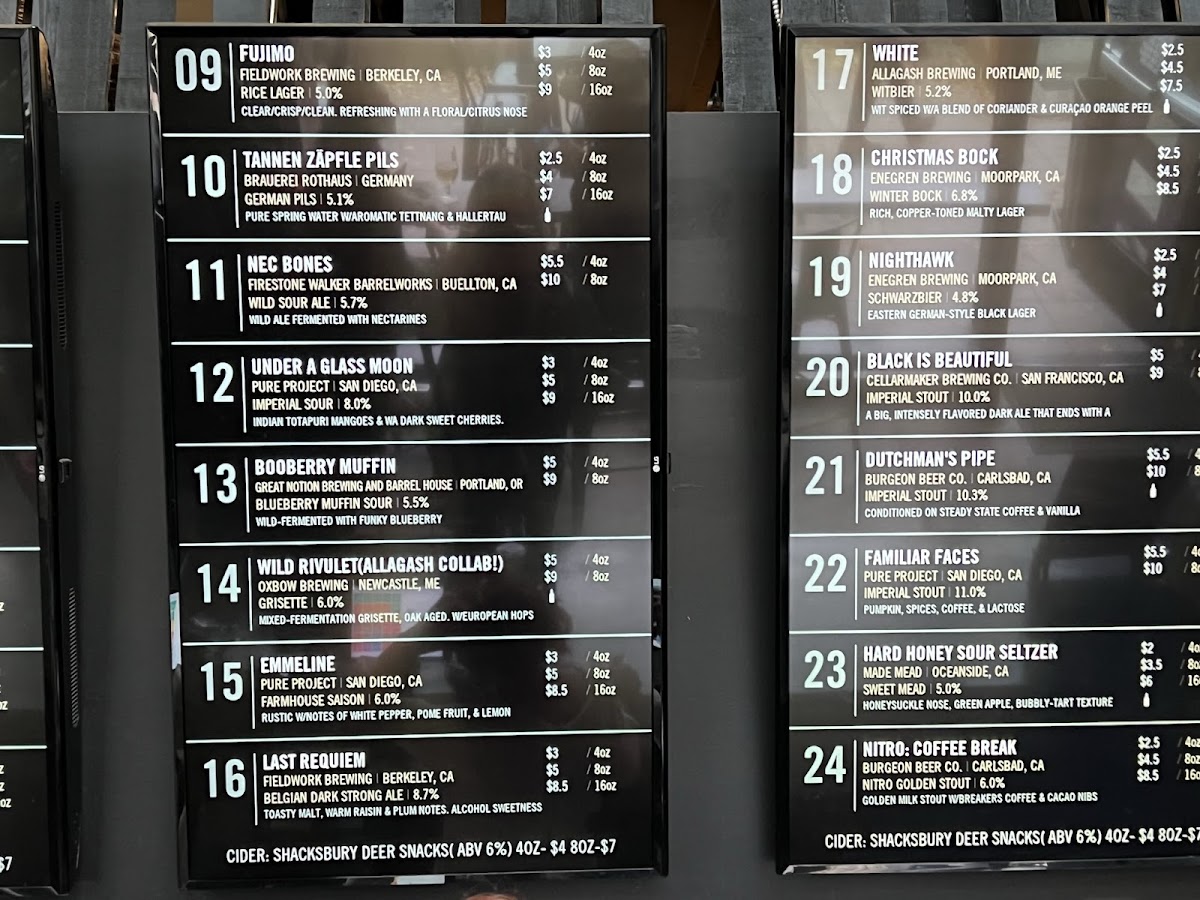 09 FUJIMO $3 / 4oz
FIELDWORK BREWING | BERKELEY, CA $5 / 8oz
RICE LAGER | 5.0% $9 / 16oz
CLEAR/CRISP/CLEAN. REFRESHING WITH A FLORAL/CITRUS NOSE
10 TANNEN ZÄPFLE PILS $2.5 / 4oz
BRAUEREI ROTHAUS | GERMANY $4 / 8oz
GERMAN PILS | 5.1% $7 / 16oz
PURE SPRING WATER W/AROMATIC TETTNANG & HALLERTAU
11 NEC BONES $5.5 / 4oz
FIRESTONE WALKER BARRELWORKS | BUELLTON, CA $10 / 8oz
WILD SOUR ALE | 5.7%
WILD ALE FERMENTED WITH NECTARINES
12 UNDER A GLASS MOON $3 / 4oz
PURE PROJECT | SAN DIEGO, CA $5 / 8oz
IMPERIAL SOUR | 8.0% $9 / 16oz
INDIAN TOTAPURI MANGOES & WA DARK SWEET CHERRIES.
13 BOOBERRY MUFFIN $5 / 4oz
GREAT NOTION BREWING AND BARREL HOUSE | PORTLAND, OR $9 / 8oz
BLUEBERRY MUFFIN SOUR | 5.5%
WILD-FERMENTED WITH FUNKY BLUEBERRY
14 WILD RIVULET(ALLAGASH COLLAB!) $5 / 4oz
OXBOW BREWING | NEWCASTLE, ME $9 / 8oz
GRISETTE | 6.0%
MIXED-FERMENTATION GRISETTE, OAK AGED. W/EUROPEAN HOPS
15 EMMELINE $3 / 4oz
PURE PROJECT | SAN DIEGO, CA $5 / 8oz
FARMHOUSE SAISON | 6.0% $8.5 / 16oz
RUSTIC W/NOTES OF WHITE PEPPER, POME FRUIT, & LEMON
16 LAST REQUIEM $3 / 4oz
FIELDWORK BREWING | BERKELEY, CA $5 / 8oz
BELGIAN DARK STRONG ALE | 8.7% $8.5 / 16oz
TOASTY MALT, WARM RAISIN & PLUM NOTES. ALCOHOL SWEETNESS
CIDER: SHACKSBURY DEER SNACKS( ABV 6%) 4OZ- $4 8OZ-$7
17 WHITE $2.5
ALLAGASH BREWING | PORTLAND, ME $4.5
WITBIER | 5.2% $7.5
WIT SPICED W/A BLEND OF CORIANDER & CURAÇAO ORANGE PEEL
18 CHRISTMAS BOCK $2.5
ENEGREN BREWING | MOORPARK, CA $4.5
WINTER BOCK | 6.8% $8.5
RICH, COPPER-TONED MALTY LAGER
19 NIGHTHAWK $2.5
ENEGREN BREWING | MOORPARK, CA $4
SCHWARZBIER | 4.8% $7
EASTERN GERMAN-STYLE BLACK LAGER
20 BLACK IS BEAUTIFUL $5
CELLARMAKER BREWING CO. | SAN FRANCISCO, CA $9
IMPERIAL STOUT | 10.0%
A BIG, INTENSELY FLAVORED DARK ALE THAT ENDS WITH A
21 DUTCHMAN'S PIPE $5.5
BURGEON BEER CO. | CARLSBAD, CA $10
IMPERIAL STOUT | 10.3%
CONDITIONED ON STEADY STATE COFFEE & VANILLA
22 FAMILIAR FACES $5.5 / 4o
PURE PROJECT | SAN DIEGO, CA $10 / 8o
IMPERIAL STOUT | 11.0%
PUMPKIN, SPICES, COFFEE, & LACTOSE
23 HARD HONEY SOUR SELTZER $2 / 4o
MADE MEAD | OCEANSIDE, CA $3.5 / 8o
SWEET MEAD | 5.0% $6 / 16
HONEYSUCKLE NOSE, GREEN APPLE, BUBBLY-TART TEXTURE
24 NITRO: COFFEE BREAK $2.5 / 4oz
BURGEON BEER CO. | CARLSBAD, CA $4.5 / 8oz
NITRO GOLDEN STOUT | 6.0% $8.5 / 16o
GOLDEN MILK STOUT W/BREAKERS COFFEE & CACAO NIBS
CIDER: SHACKSBURY DEER SNACKS( ABV 6%) 4OZ- $4 8OZ-$7